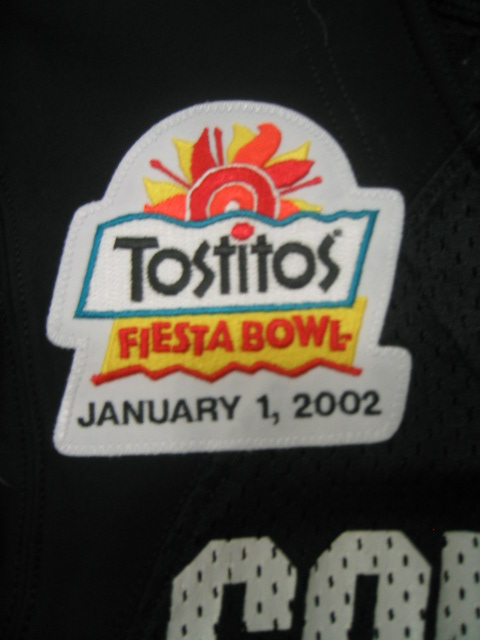 Tostitos
FIESTA BOWL
JANUARY 1, 2002